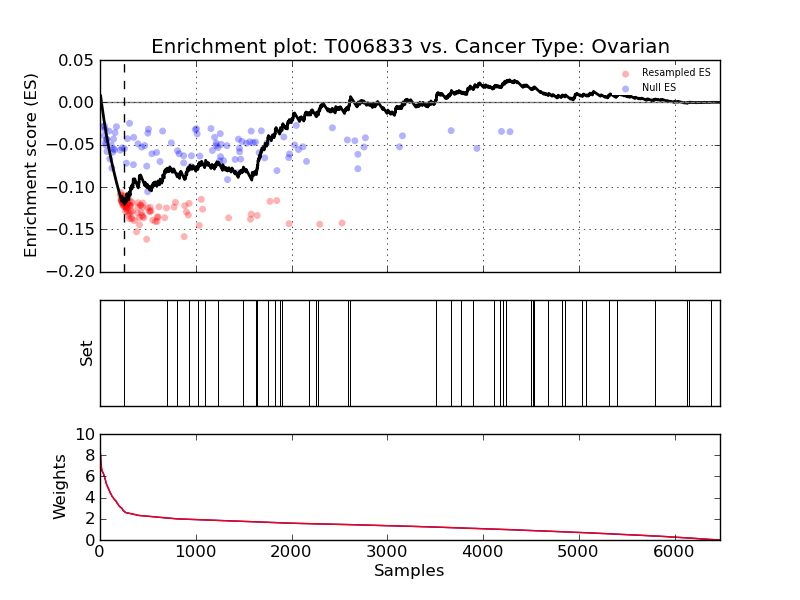 Enrichment plot: T006833 vs. Cancer Type: Ovarian
Enrichment score (ES)
0.05
0.00
−0.05
−0.10
−0.15
−0.20
Resampled ES
Null ES
Set
Weights
10
8
6
4
2
0
0 1000 2000 3000 4000 5000 6000
Samples